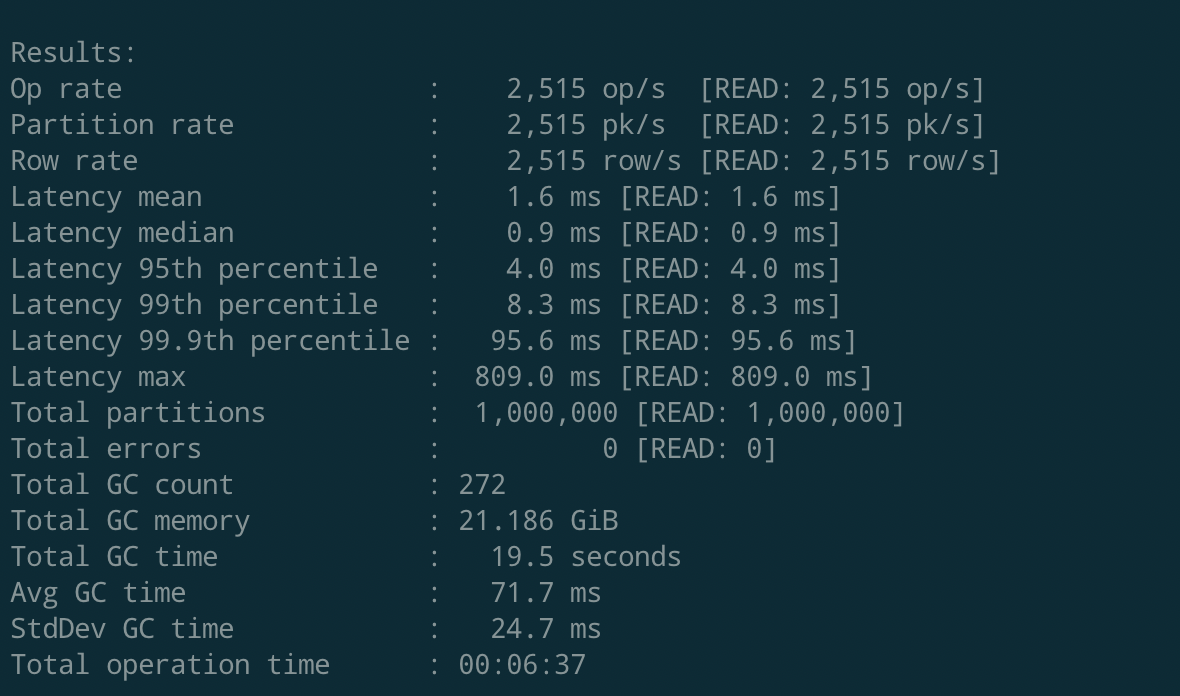 Results:
Op rate                   :    2,515 op/s  [READ: 2,515 op/s]
Partition rate            :    2,515 pk/s  [READ: 2,515 pk/s]
Row rate                  :    2,515 row/s [READ: 2,515 row/s]
Latency mean              :    1.6 ms [READ: 1.6 ms]
Latency median            :    0.9 ms [READ: 0.9 ms]
Latency 95th percentile   :    4.0 ms [READ: 4.0 ms]
Latency 99th percentile   :    8.3 ms [READ: 8.3 ms]
Latency 99.9th percentile :   95.6 ms [READ: 95.6 ms]
Latency max               :  809.0 ms [READ: 809.0 ms]
Total partitions          :  1,000,000 [READ: 1,000,000]
Total errors              :          0 [READ: 0]
Total GC count            : 272
Total GC memory           : 21.186 GiB
Total GC time             :   19.5 seconds
Avg GC time               :   71.7 ms
StdDev GC time            :   24.7 ms
Total operation time      : 00:06:37